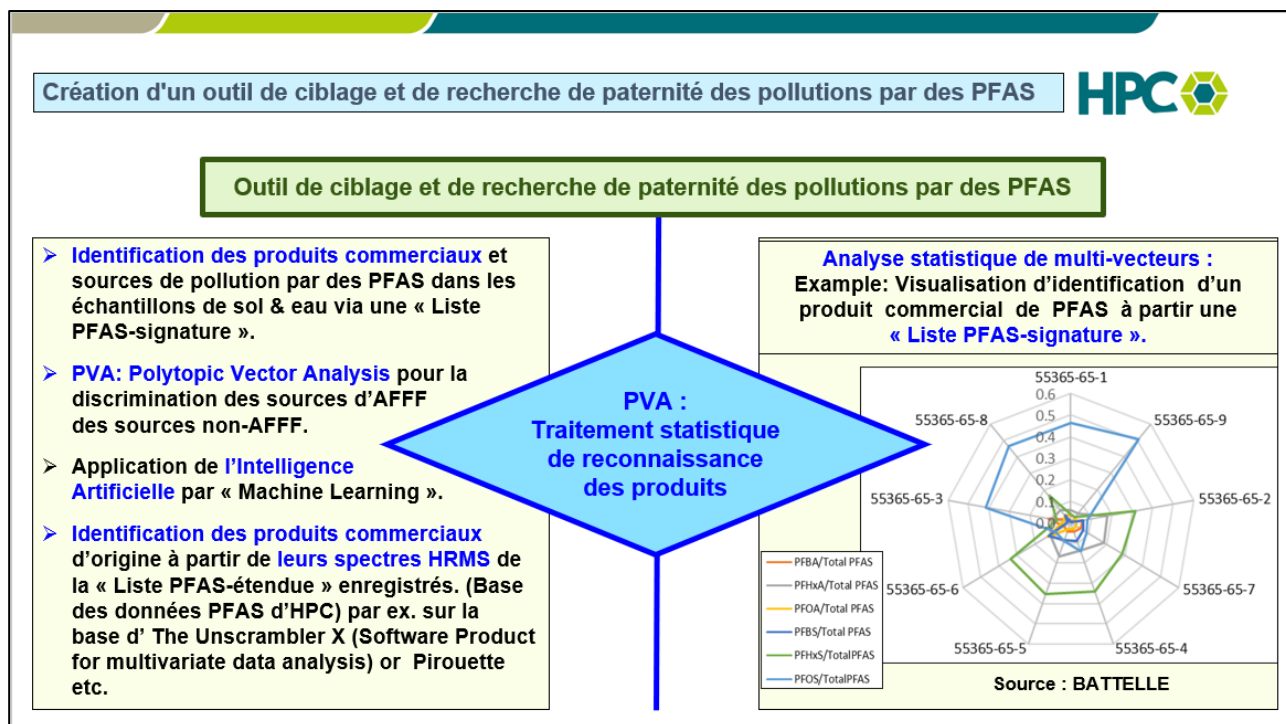 Création d'un outil de ciblage et de recherche de paternité des pollutions par des PFAS
HPC
Outil de ciblage et de recherche de paternité des pollutions par des PFAS
➢ Identification des produits commerciaux et
sources de pollution par des PFAS dans les
échantillons de sol & eau via une « Liste
PFAS-signature ».
➢ PVA: Polytopic Vector Analysis pour la
discrimination des sources d'AFFF
des sources non-AFFF.
➢ Application de l'Intelligence
Artificielle par « Machine Learning ».
➢ Identification des produits commerciaux
d'origine à partir de leurs spectres HRMS de
la « Liste PFAS-étendue » enregistrés. (Base
des données PFAS d'HPC) par ex. sur la
base d' The Unscrambler X (Software Product
for multivariate data analysis) or Pirouette
etc.
PVA :
Traitement statistique
de reconnaissance
des produits
Analyse statistique de multi-vecteurs :
Example: Visualisation d'identification d'un
produit commercial de PFAS à partir une
« Liste PFAS-signature ».
55365-65-1
55365-65-9
55365-65-2
55365-65-7
55365-65-4
55365-65-5
55365-65-6
55365-65-3
55365-65-8
0.6
0.5
0.4
0.3
0.2
0.1
0.0
PFBA/Total PFAS
PFHxA/Total PFAS
PFOA/Total PFAS
PFBS/Total PFAS
PFHxS/TotalPFAS
PFOS/TotalPFAS
Source : BATTELLE